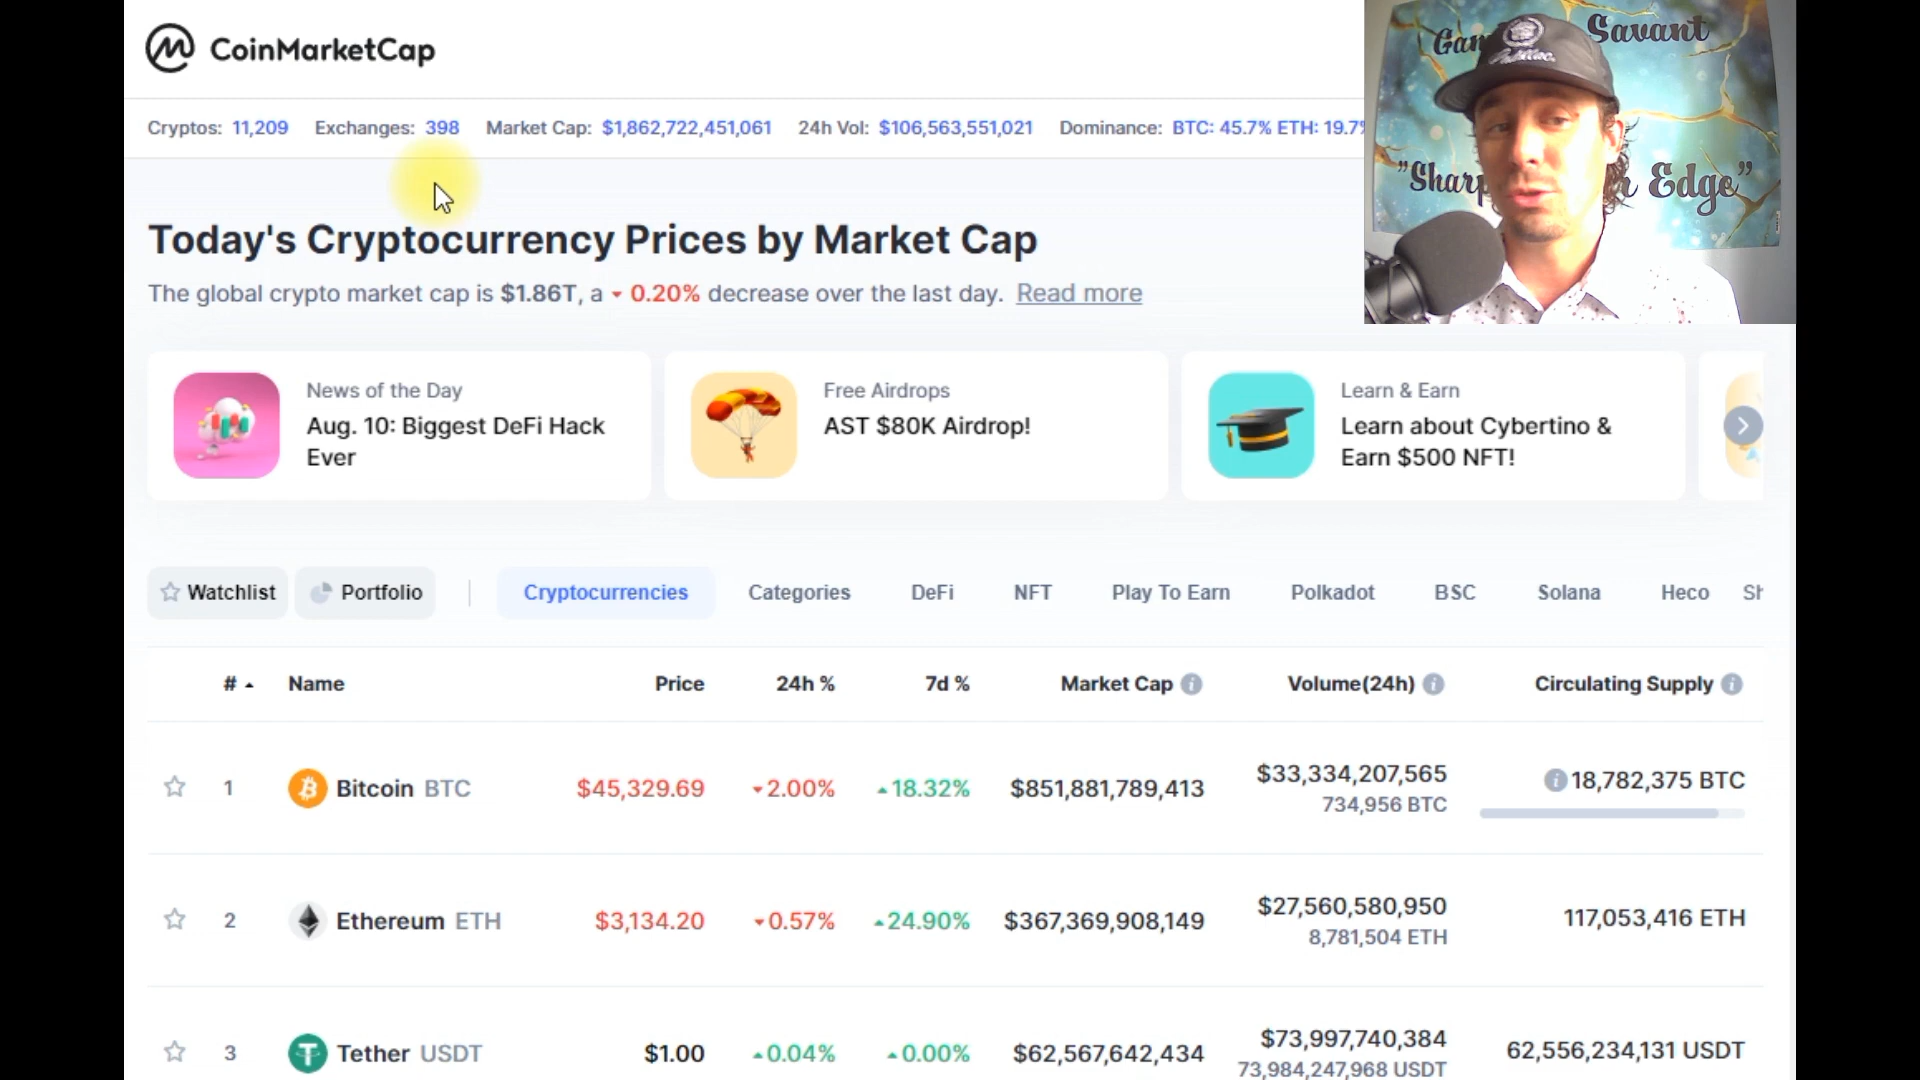 CoinMarketCap
Savant
"Sharp Edge"
Cryptos: 11,209 Exchanges: 398 Market Cap: $1,862,722,451,061 24h Vol: $106,563,551,021 Dominance: BTC: 45.7% ETH: 19.7%
Today's Cryptocurrency Prices by Market Cap
The global crypto market cap is $1.86T, a 0.20% decrease over the last day. Read more
News of the Day
Aug. 10: Biggest DeFi Hack
Ever
Free Airdrops
AST $80K Airdrop!
Learn & Earn
Learn about Cybertino &
Earn $500 NFT!
Watchlist Portfolio Cryptocurrencies Categories DeFi NFT Play To Earn Polkadot BSC Solana Heco Sh
# Name Price 24h % 7d % Market Cap Volume(24h) Circulating Supply
1 Bitcoin BTC $45,329.69 2.00% 18.32% $851,881,789,413 $33,334,207,565 18,782,375 BTC
734,956 BTC
2 Ethereum ETH $3,134.20 0.57% 24.90% $367,369,908,149 $27,560,580,950 117,053,416 ETH
8,781,504 ETH
3 Tether USDT $1.00 0.04% 0.00% $62,567,642,434 $73,997,740,384 62,556,234,131 USDT
73,984,247,968 USDT